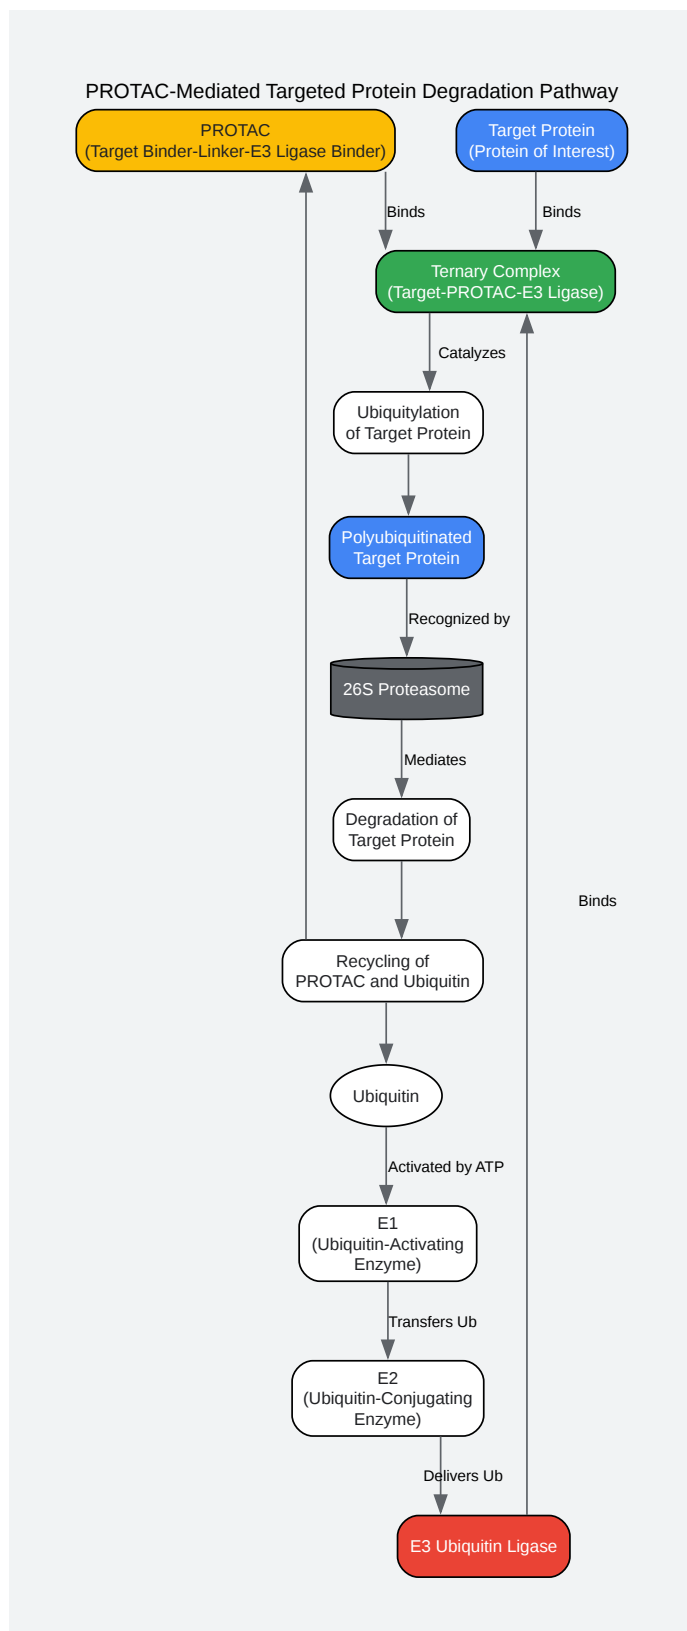 PROTAC-Mediated Targeted Protein Degradation Pathway
PROTAC
(Target Binder-Linker-E3 Ligase Binder)
Target Protein
(Protein of Interest)
Binds
Binds
Ternary Complex
(Target-PROTAC-E3 Ligase)
Catalyzes
Ubiquitylation
of Target Protein
Polyubiquitinated
Target Protein
Recognized by
26S Proteasome
Mediates
Degradation of
Target Protein
Binds
Recycling of
PROTAC and Ubiquitin
Ubiquitin
Activated by ATP
E1
(Ubiquitin-Activating
Enzyme)
Transfers Ub
E2
(Ubiquitin-Conjugating
Enzyme)
Delivers Ub
E3 Ubiquitin Ligase